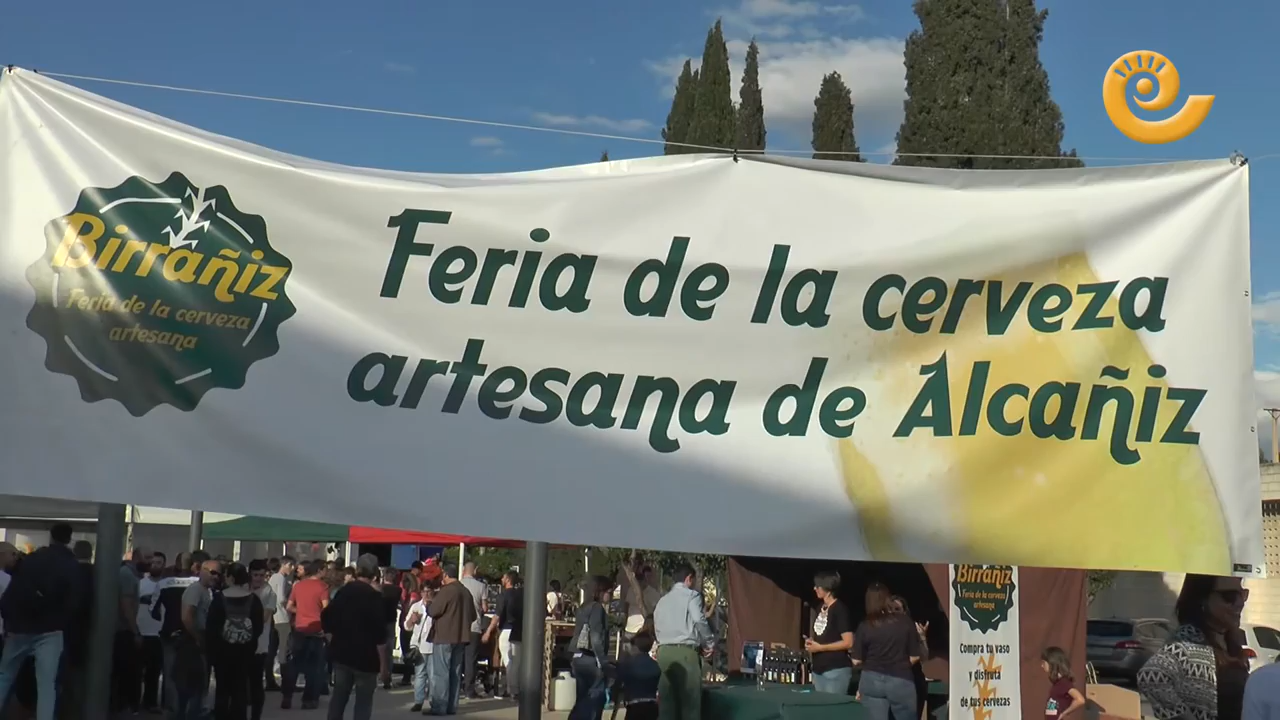 Birrañiz
Feria de la cerveza
artesana
Feria de la cerveza
artesana de Alcañiz
Birrañiz
Feria de la cerveza
artesana
Compra tu vaso
y disfruta
de tus cervezas